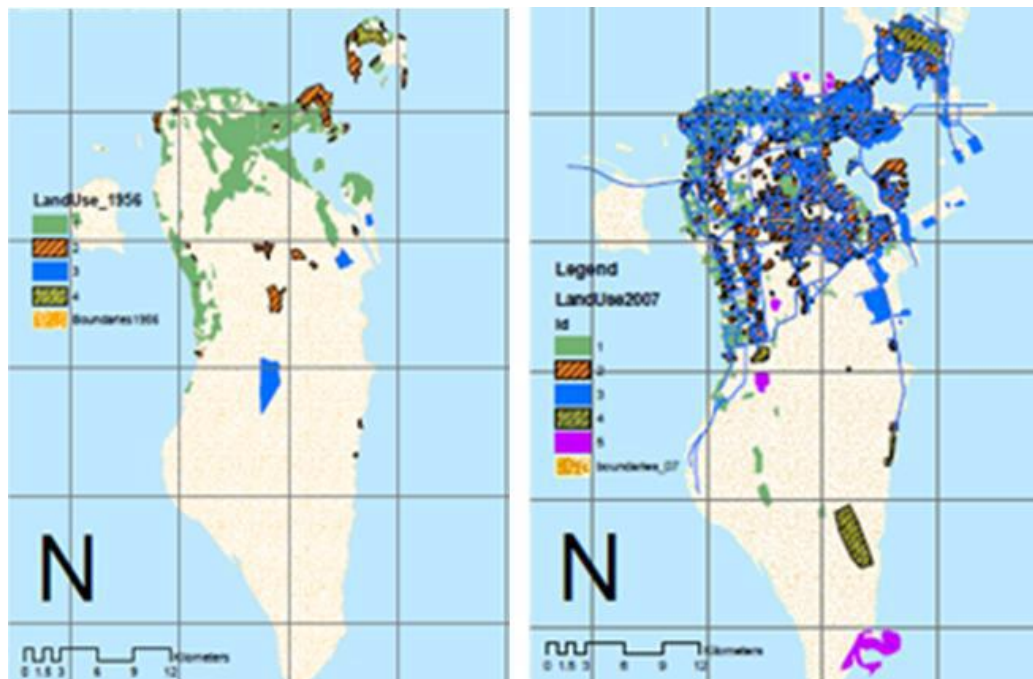 LandUse_1956
1
2
3
4
Boundaries1956
N
0 1.5 3 6 9 12
Kilometers
Legend
LandUse2007
Id
1
2
3
4
5
boundaries_07
N
0 1.5 3 6 9 12
Kilometers